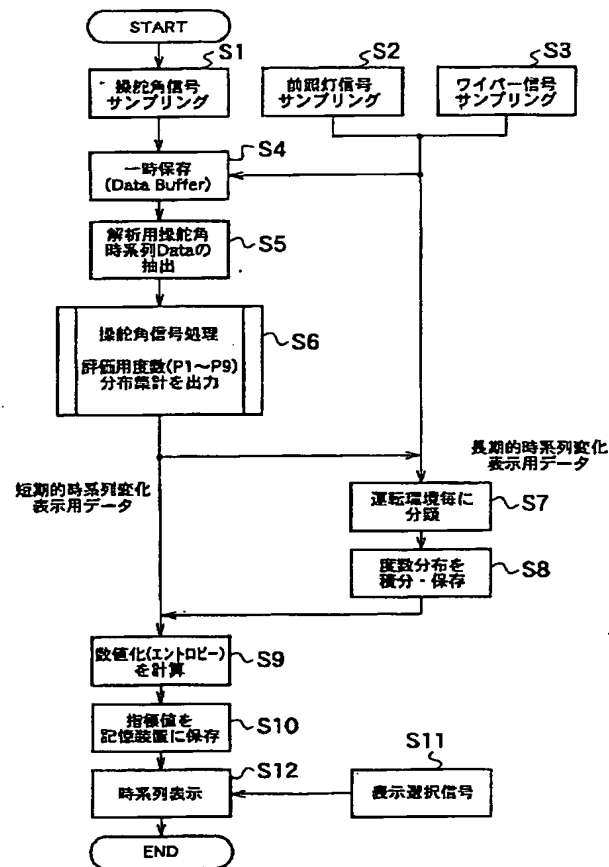 START
S1
操舵角信号
サンプリング
S2
前照灯信号
サンプリング
S3
ワイパー信号
サンプリング
S4
一時保存
(Data Buffer)
S5
解析用操舵角
時系列Dataの
抽出
S6
操舵角信号処理
評価用度数(P1～P9)
分布集計を出力
短期的時系列変化
表示用データ
長期的時系列変化
表示用データ
S7
運転環境毎に
分類
S8
度数分布を
積分・保存
S9
数値化(エントロピー)
を計算
S10
指標値を
記憶装置に保存
S11
表示選択信号
S12
時系列表示
END